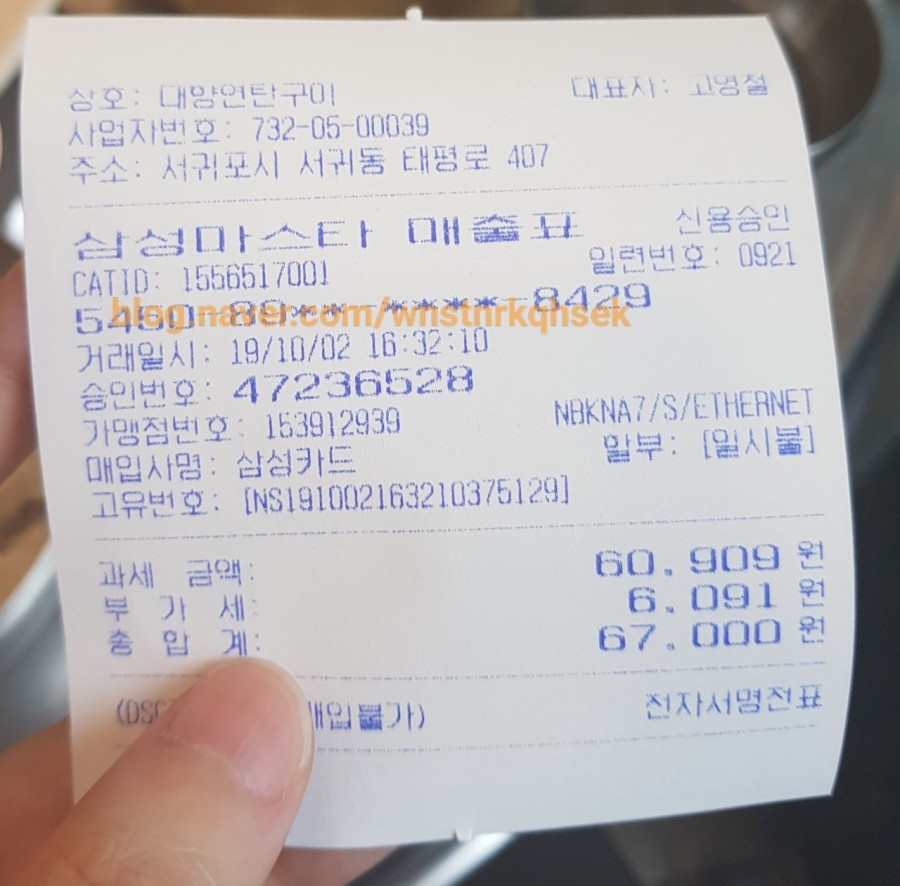 상호: 대양연탄구이 대표자: 고영철
사업자번호: 732-05-00039
주소: 서귀포시 서귀동 태평로 407
삼성마스타 매출표 신용승인
CATID: 1556517001 일련번호: 0921
-****-8429
blog.naver.com/wnstnrkqhsek
거래일시: 19/10/02 16:32:10
승인번호: 47236528
가맹점번호: 153912939 NBKNA7/S/ETHERNET
매입사명: 삼성카드 할부: [일시불]
고유번호: [NS191002163210375129]
과세 금액: 60.909 원
부 가 세: 6.091 원
총 합 계: 67.000 원
(DSC 매입불가) 전자서명전표